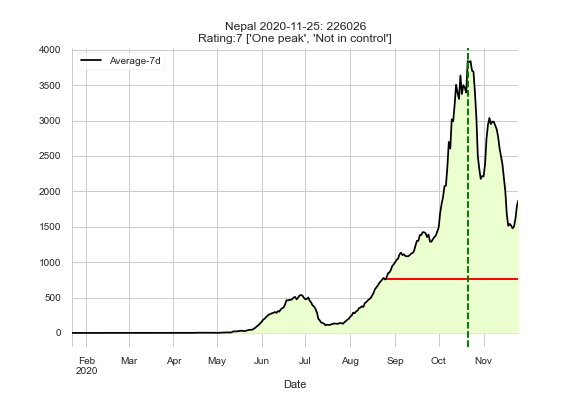 Nepal 2020-11-25: 226026
Rating:7 ['One peak', 'Not in control']
Average-7d
4000
3500
3000
2500
2000
1500
1000
500
0
Feb Mar Apr May Jun Jul Aug Sep Oct Nov
2020
Date